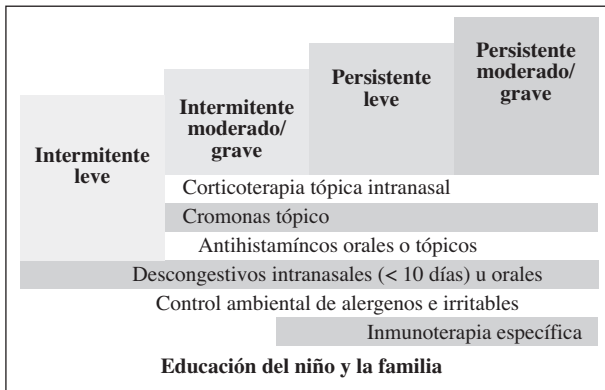 Intermitente
leve
Intermitente
moderado/
grave
Persistente
leve
Persistente
moderado/
grave
Corticoterapia tópica intranasal
Cromonas tópico
Antihistamíncos orales o tópicos
Descongestivos intranasales (< 10 días) u orales
Control ambiental de alergenos e irritables
Inmunoterapia específica
Educación del niño y la familia